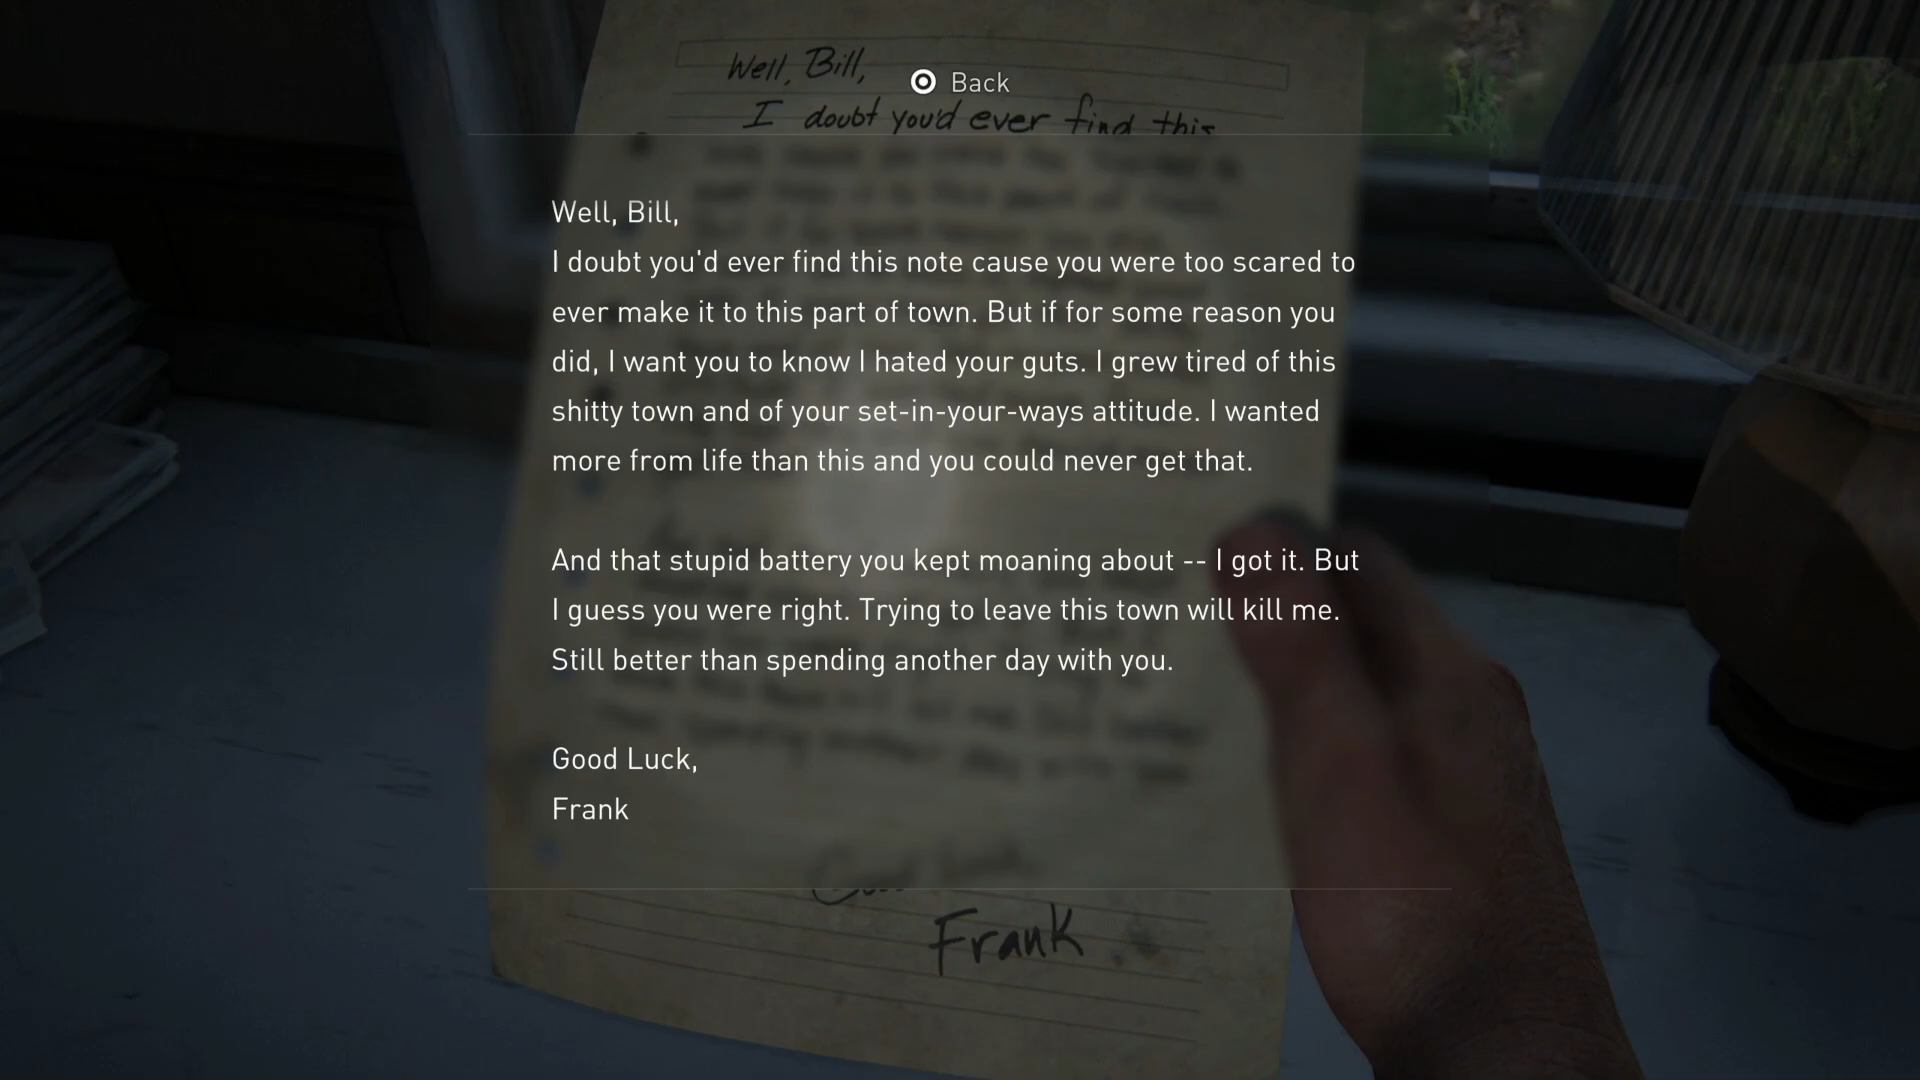 Well, Bill,
Back
I doubt you'd ever find this
Well, Bill,
I doubt you'd ever find this note cause you were too scared to
ever make it to this part of town. But if for some reason you
did, I want you to know I hated your guts. I grew tired of this
shitty town and of your set-in-your-ways attitude. I wanted
more from life than this and you could never get that.
And that stupid battery you kept moaning about -- I got it. But
I guess you were right. Trying to leave this town will kill me.
Still better than spending another day with you.
Good Luck,
Frank
Good Luck,
Frank